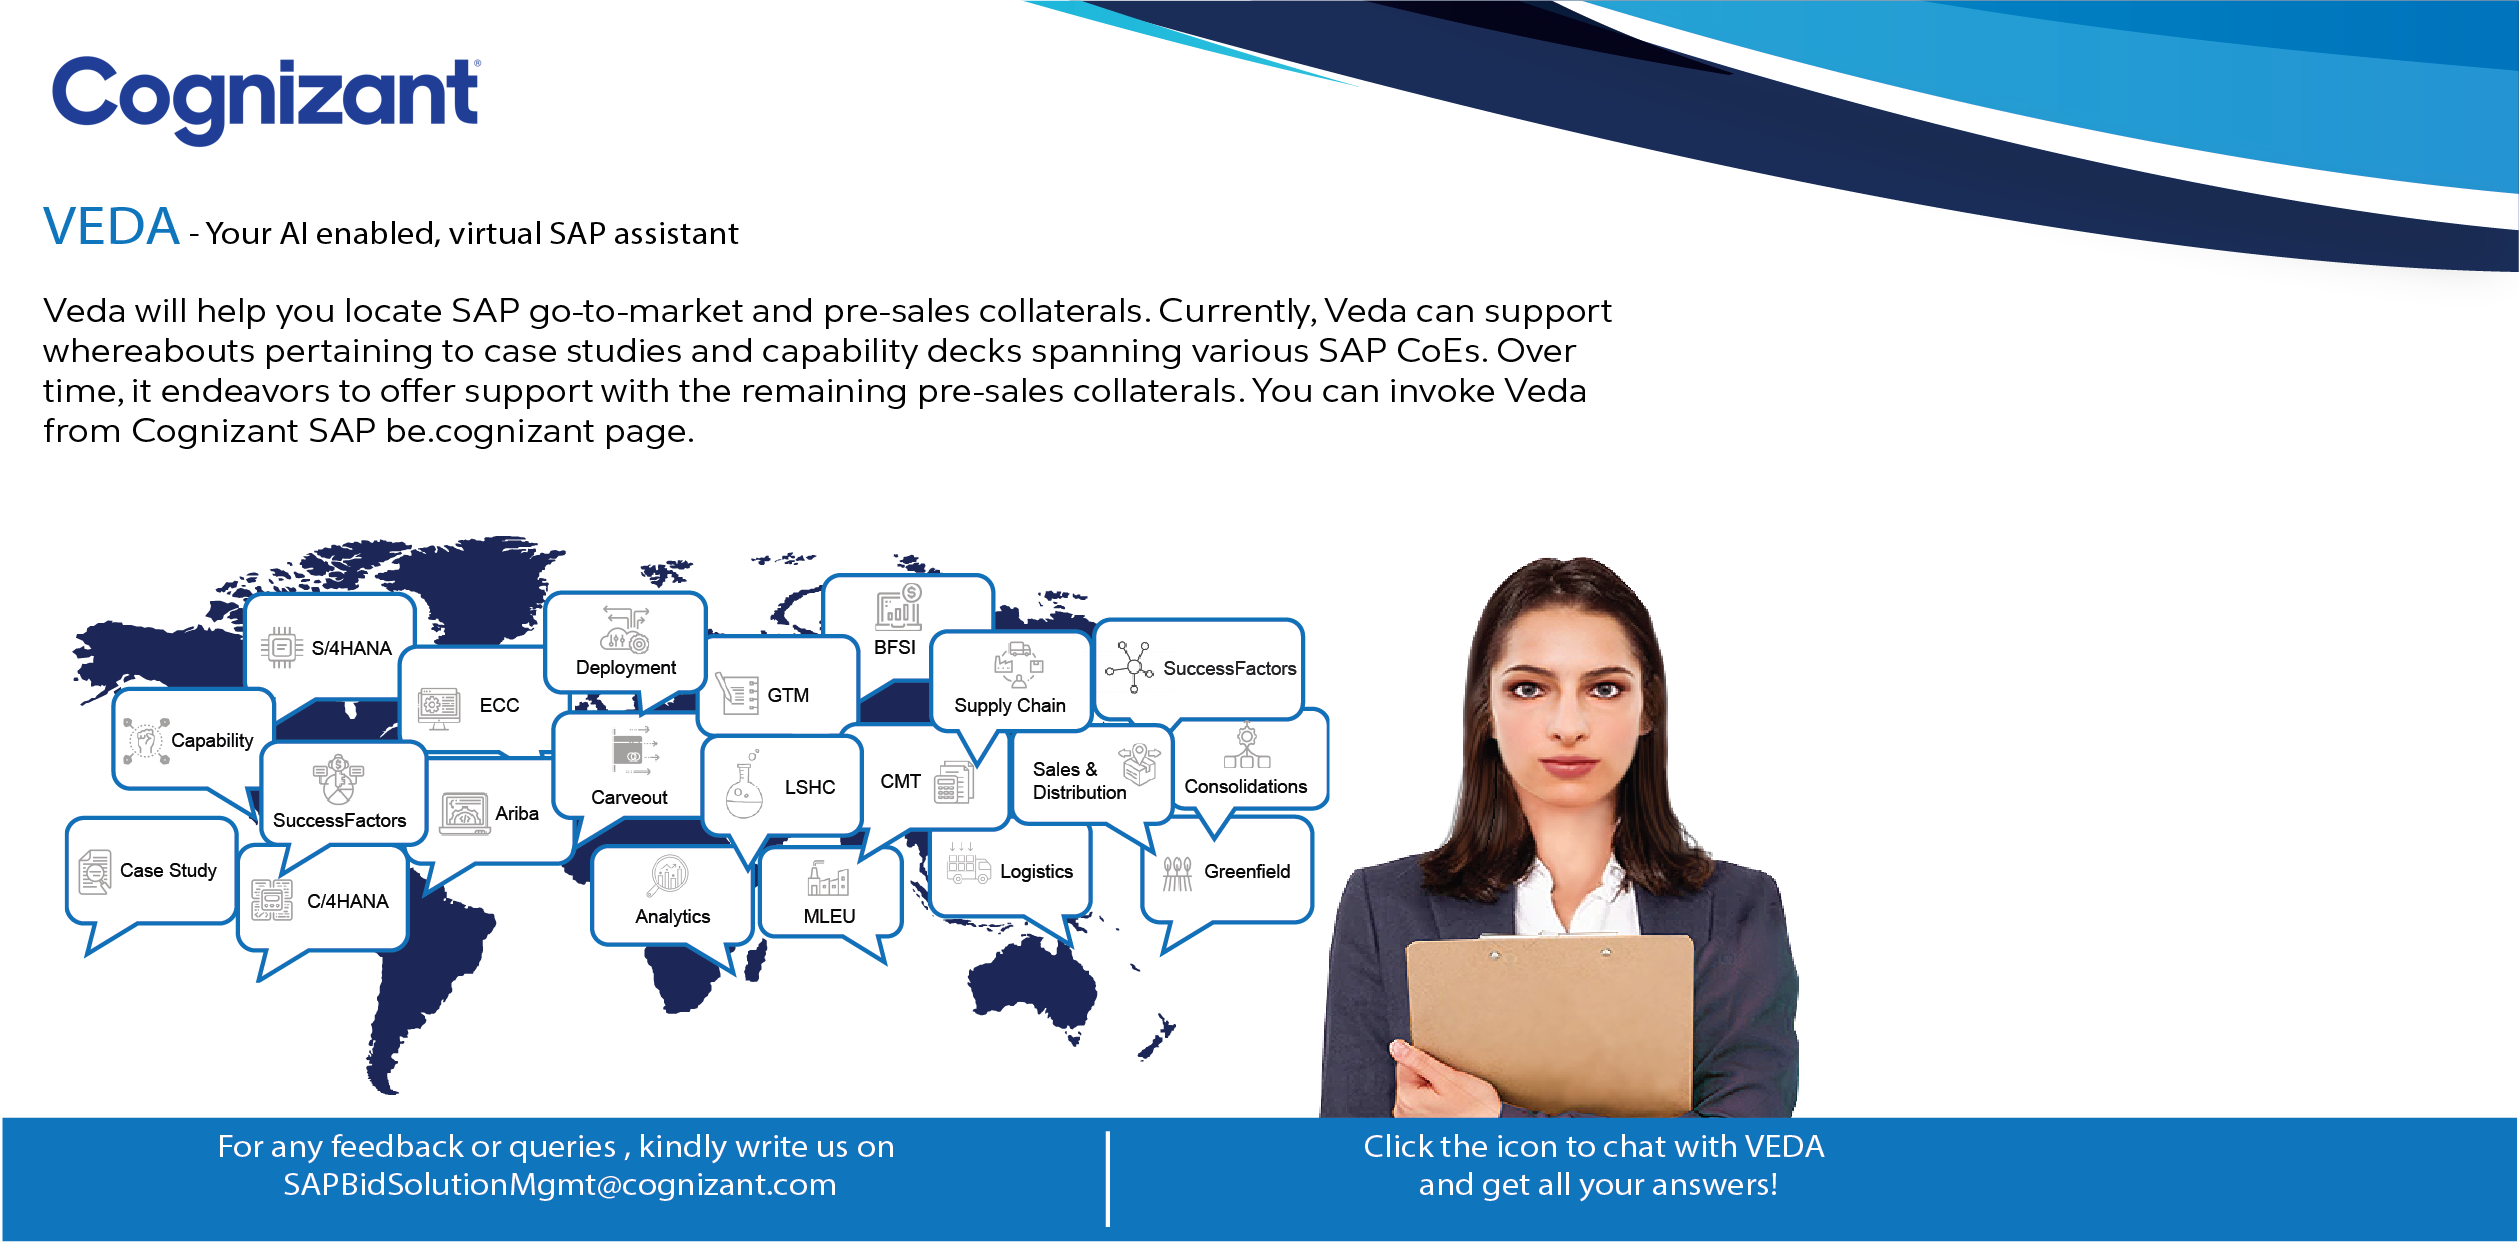 Cognizant®
VEDA - Your AI enabled, virtual SAP assistant
Veda will help you locate SAP go-to-market and pre-sales collaterals. Currently, Veda can support
whereabouts pertaining to case studies and capability decks spanning various SAP CoEs. Over
time, it endeavors to offer support with the remaining pre-sales collaterals. You can invoke Veda
from Cognizant SAP be.cognizant page.
S/4HANA
ECC
Deployment
GTM
BFSI
Supply Chain
SuccessFactors
Capability
SuccessFactors
Ariba
Carveout
LSHC
CMT
Sales &
Distribution
Consolidations
Case Study
C/4HANA
Analytics
MLEU
Logistics
Greenfield
For any feedback or queries , kindly write us on
SAPBidSolutionMgmt@cognizant.com
Click the icon to chat with VEDA
and get all your answers!